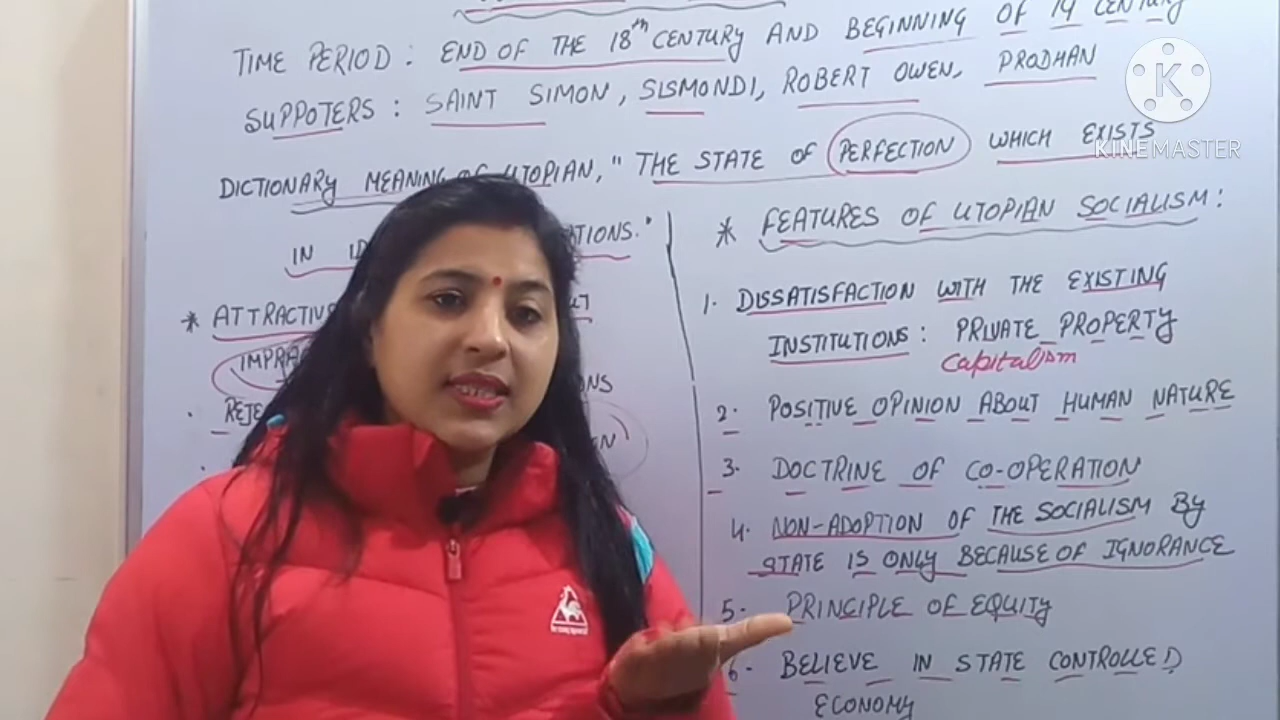 TIME PERIOD : END OF THE 18th CENTURY AND BEGINNING OF 19 CENTURY
SUPPOTERS : SAINT SIMON, SISMONDI, ROBERT OWEN, PRODHAN
DICTIONARY MEANING OF UTOPIAN, "THE STATE OF PERFECTION WHICH EXISTS
IN
K
KINEMASTER
* FEATURES OF UTOPIAN SOCIALISM :
1. DISSATISFACTION WITH THE EXISTING
INSTITUTIONS : PRIVATE PROPERTY
Capitalism
2. POSITIVE OPINION ABOUT HUMAN NATURE
3. DOCTRINE OF CO-OPERATION
4. NON-ADOPTION OF THE SOCIALISM BY
STATE IS ONLY BECAUSE OF IGNORANCE
5. PRINCIPLE OF EQUITY
6. BELIEVE IN STATE CONTROLLED
ECONOMY